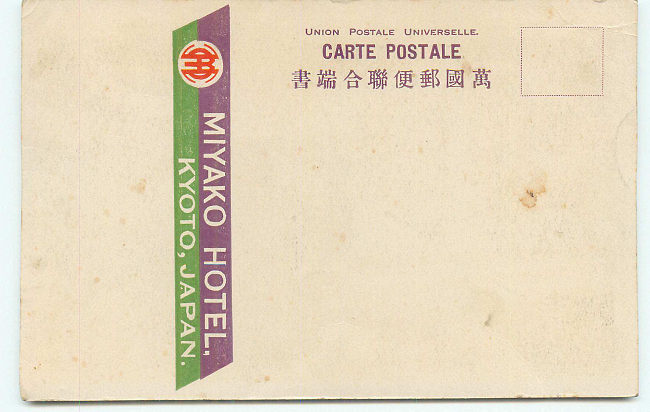 UNION POSTALE UNIVERSELLE.
CARTE POSTALE
書端合聯便郵國萬
MIYAKO HOTEL,
KYOTO, JAPAN.